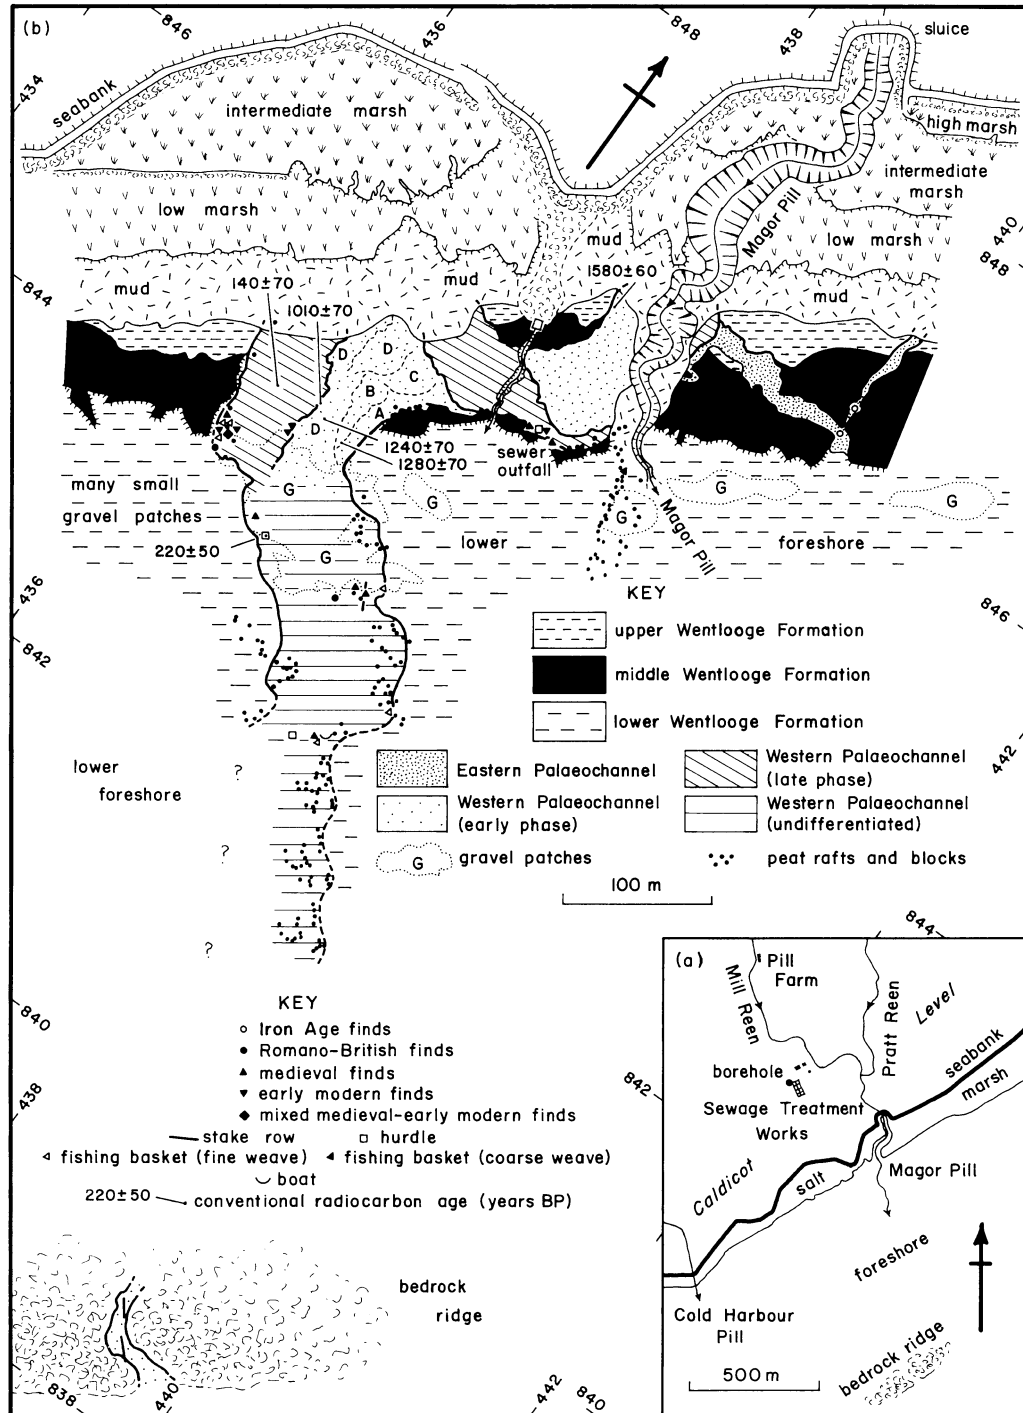 (b)
846
436
848
438
sluice
434
seabank
intermediate marsh
high marsh
intermediate
marsh
low marsh
Magor Pill
440
mud
low marsh
848
844
1580±60
mud
mud
mud
140±70
1010±70
D
D
C
B
A
D
1240±70
1280±70
sewer
outfall
many small
gravel patches
G
G
G
G
G
Magor Pill
lower
foreshore
220±50
G
436
KEY
846
842
upper Wentlooge Formation
middle Wentlooge Formation
lower Wentlooge Formation
442
lower
foreshore
?
Eastern Palaeochannel
Western Palaeochannel
(late phase)
Western Palaeochannel
(early phase)
Western Palaeochannel
(undifferentiated)
?
G
gravel patches
peat rafts and blocks
100 m
?
844
840
438
KEY
Iron Age finds
Romano-British finds
medieval finds
early modern finds
mixed medieval-early modern finds
stake row
hurdle
fishing basket (fine weave)
fishing basket (coarse weave)
boat
220±50
conventional radiocarbon age (years BP)
bedrock
ridge
838
440
442
840
(a)
Pill
Farm
Mill Reen
Pratt Reen
Level
842
borehole
seabank
marsh
Sewage Treatment
Works
Magor Pill
Caldicot
salt
foreshore
Cold Harbour
Pill
500 m
bedrock ridge